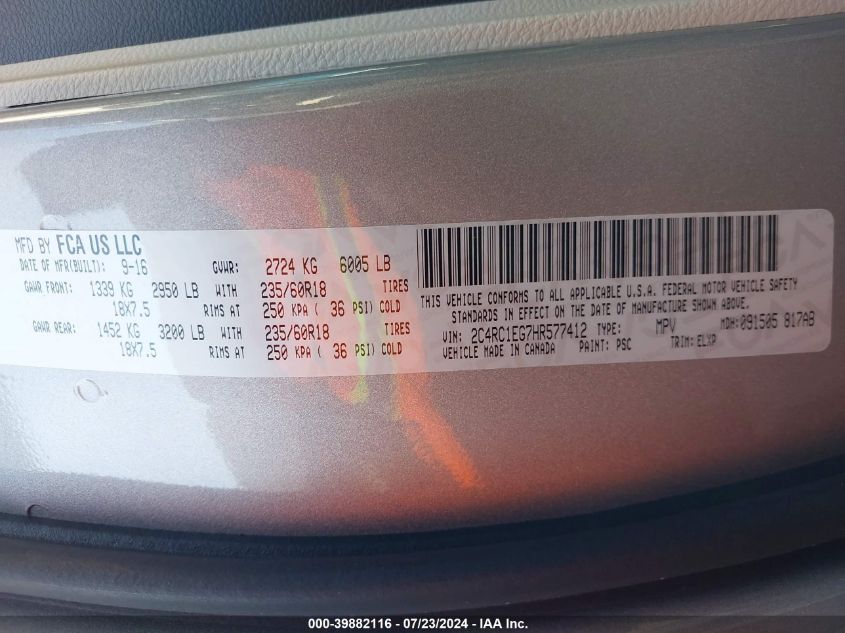 MFD BY FCA US LLC
DATE OF MFR(BUILT): 9-16 GVWR: 2724 KG 6005 LB
GAWR FRONT: 1339 KG 2950 LB WITH 235/60R18 TIRES
18X7.5 RIMS AT 250 KPA ( 36 PSI) COLD
GAWR REAR: 1452 KG 3200 LB WITH 235/60R18 TIRES
18X7.5 RIMS AT 250 KPA ( 36 PSI) COLD
THIS VEHICLE CONFORMS TO ALL APPLICABLE U.S.A. FEDERAL MOTOR VEHICLE SAFETY
STANDARDS IN EFFECT ON THE DATE OF MANUFACTURE SHOWN ABOVE.
VIN: 2C4RC1EG7HR577412 TYPE: MPV MDH: 091505 817AB
VEHICLE MADE IN CANADA PAINT: PSC TRIM: ELXP
000-39882116 - 07/23/2024 - IAA Corp.